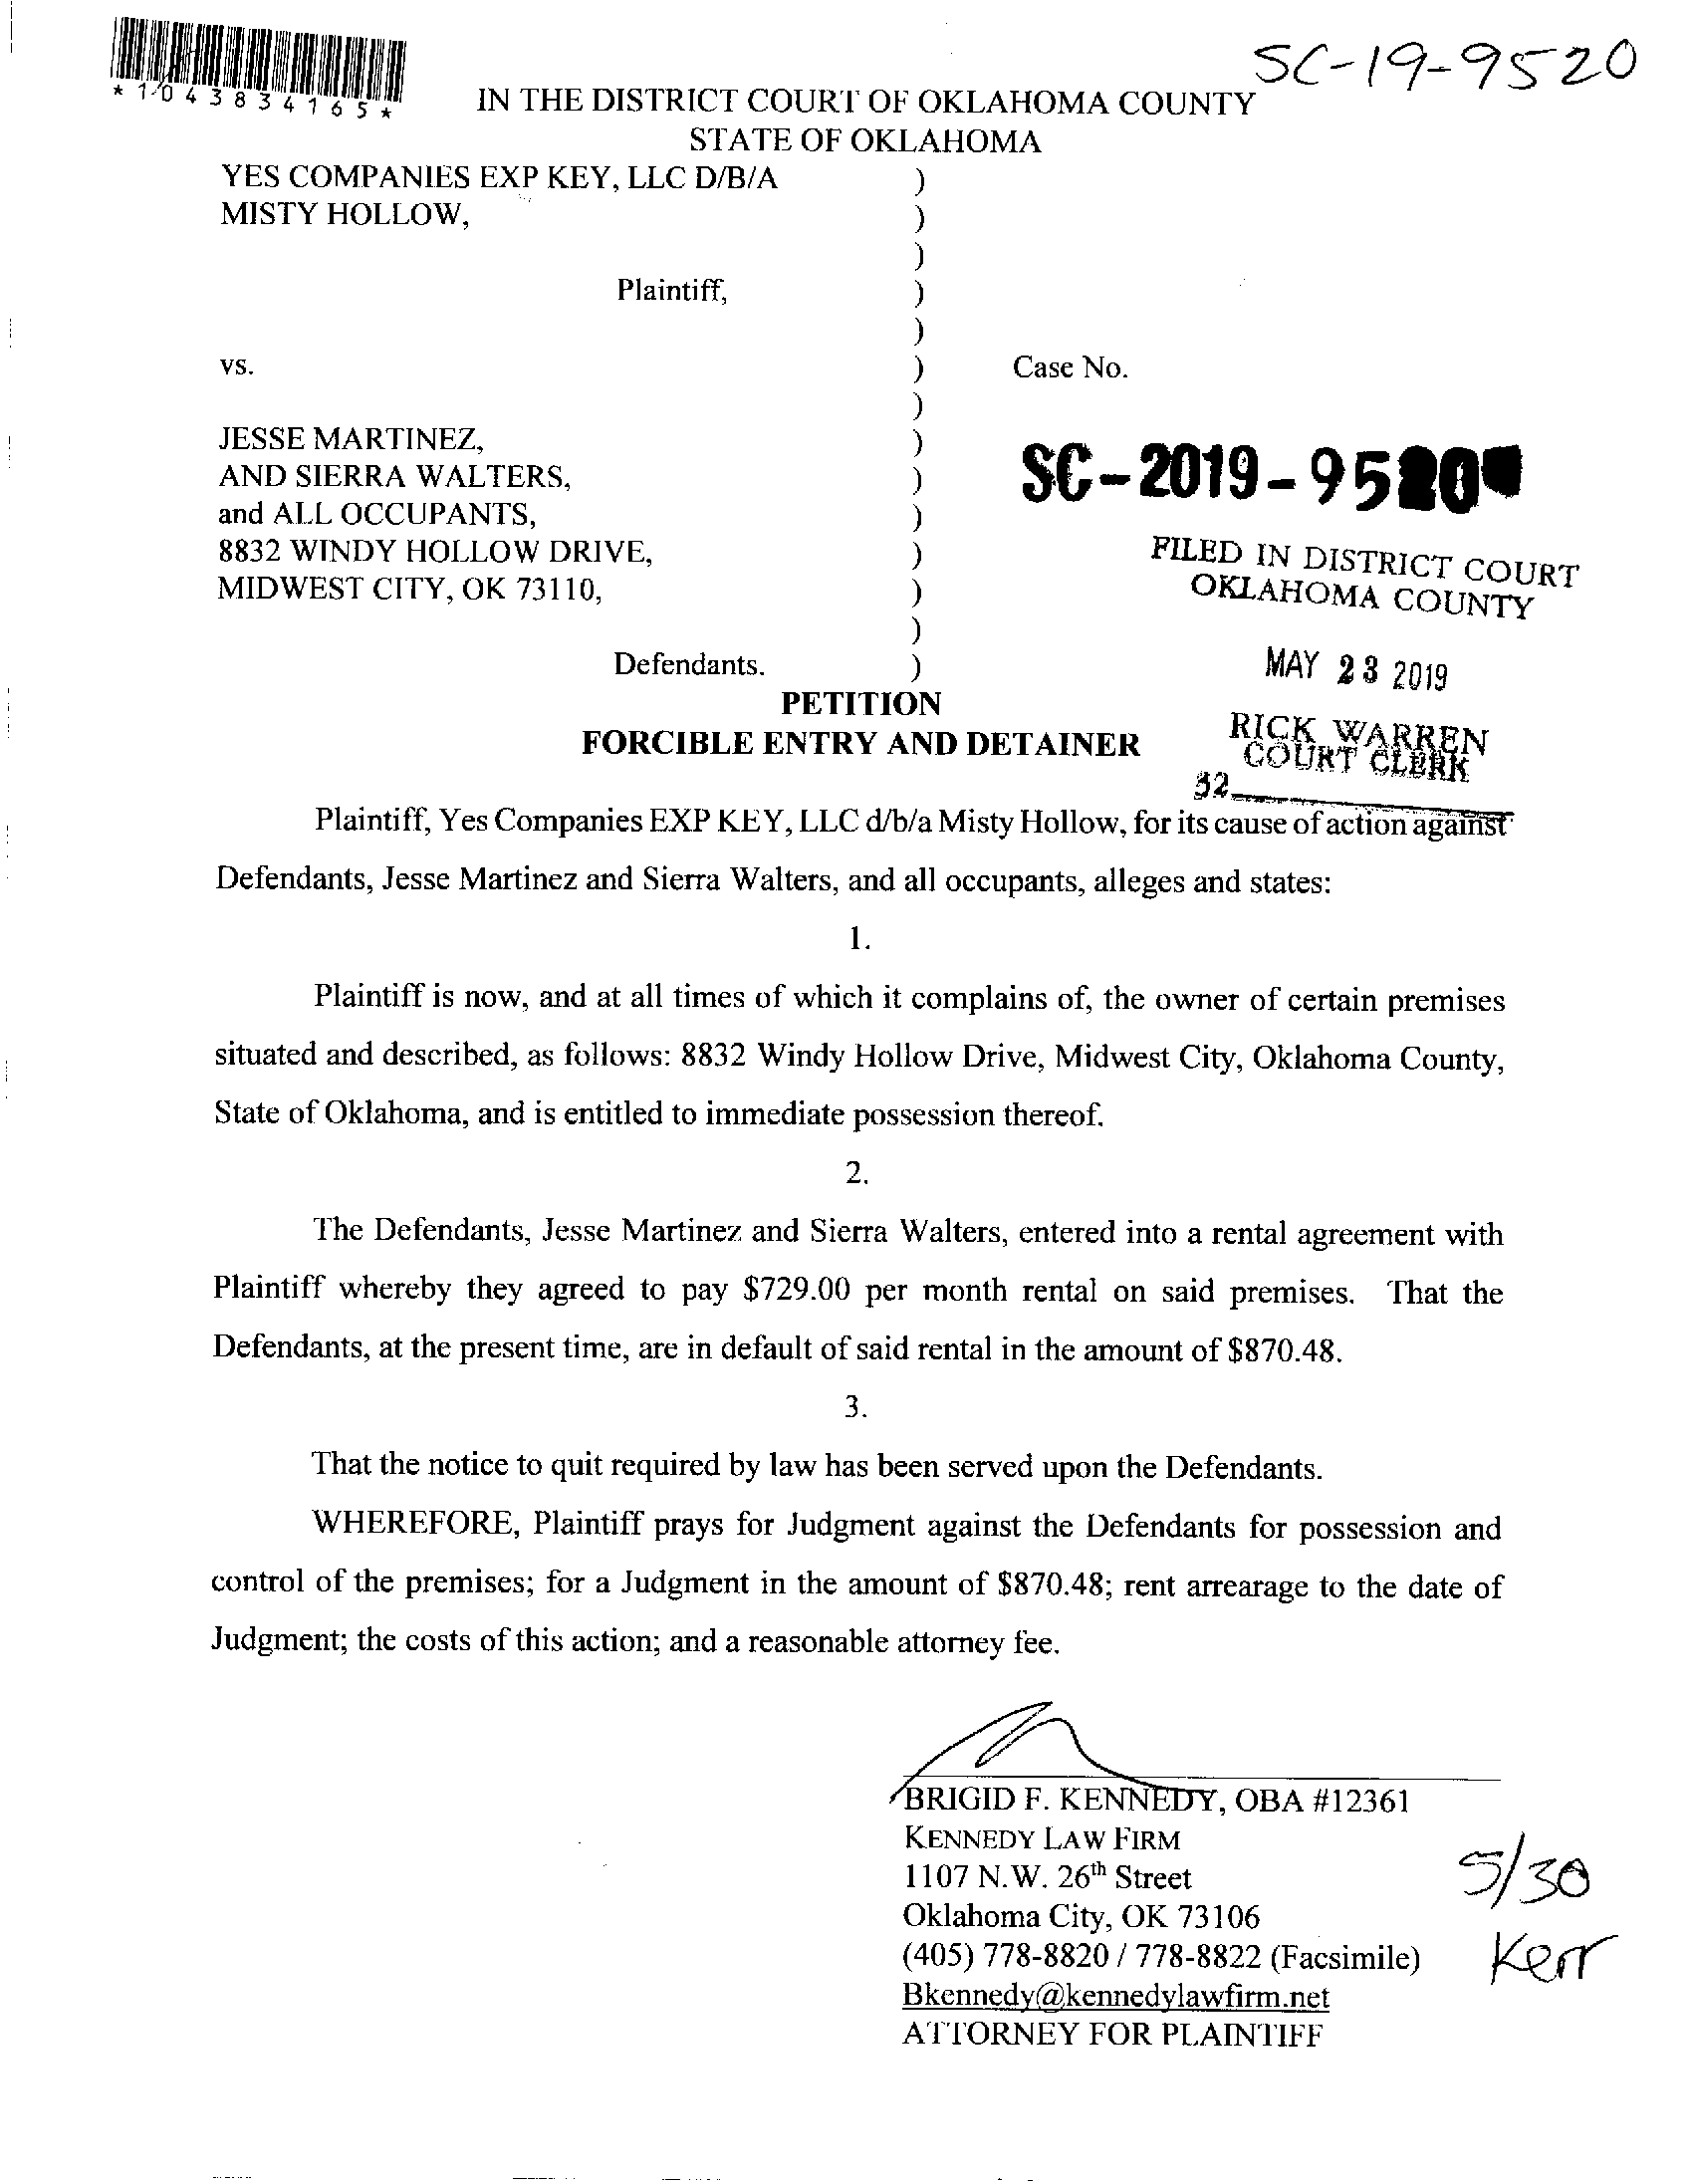 SC-19-9520
*1043834165*
IN THE DISTRICT COURT OF OKLAHOMA COUNTY
STATE OF OKLAHOMA
YES COMPANIES EXP KEY, LLC D/B/A )
MISTY HOLLOW, )
)
Plaintiff, )
)
vs. ) Case No.
)
JESSE MARTINEZ, )
AND SIERRA WALTERS, ) SC-2019-9520
and ALL OCCUPANTS, )
8832 WINDY HOLLOW DRIVE, ) FILED IN DISTRICT COURT
MIDWEST CITY, OK 73110, ) OKLAHOMA COUNTY
)
Defendants. ) MAY 23 2019
PETITION
FORCIBLE ENTRY AND DETAINER
RICK WARREN
COURT CLERK
32
Plaintiff, Yes Companies EXP KEY, LLC d/b/a Misty Hollow, for its cause of action against
Defendants, Jesse Martinez and Sierra Walters, and all occupants, alleges and states:
1.
Plaintiff is now, and at all times of which it complains of, the owner of certain premises
situated and described, as follows: 8832 Windy Hollow Drive, Midwest City, Oklahoma County,
State of Oklahoma, and is entitled to immediate possession thereof.
2.
The Defendants, Jesse Martinez and Sierra Walters, entered into a rental agreement with
Plaintiff whereby they agreed to pay $729.00 per month rental on said premises. That the
Defendants, at the present time, are in default of said rental in the amount of $870.48.
3.
That the notice to quit required by law has been served upon the Defendants.
WHEREFORE, Plaintiff prays for Judgment against the Defendants for possession and
control of the premises; for a Judgment in the amount of $870.48; rent arrearage to the date of
Judgment; the costs of this action; and a reasonable attorney fee.
BRIGID F. KENNEDY, OBA #12361
KENNEDY LAW FIRM
1107 N.W. 26th Street
Oklahoma City, OK 73106
(405) 778-8820 / 778-8822 (Facsimile)
Bkennedy@kennedylawfirm.net
ATTORNEY FOR PLAINTIFF
5/30
Kerr